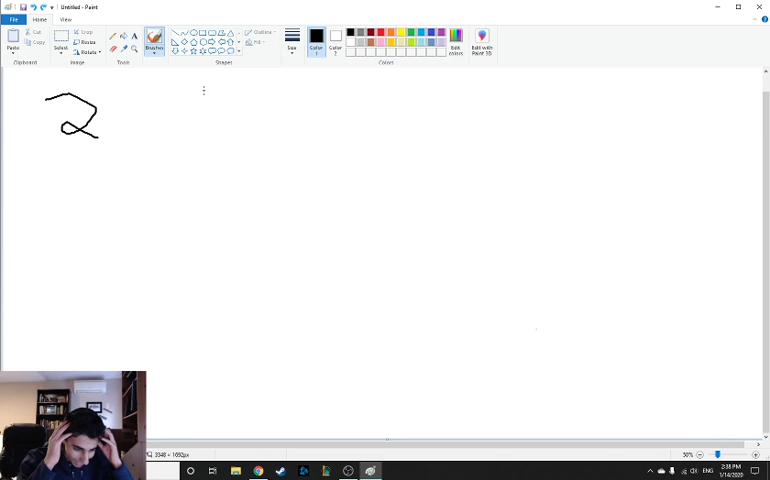 Untitled - Paint
File Home View
Paste
Cut
Copy
Clipboard
Select
Crop
Resize
Rotate
Image
Tools
Brushes
Shapes
Outline
Fill
Size
Color 1
Color 2
Colors
Edit colors
Edit with Paint 3D
2
3348 × 1692px
50%
ENG
2:38 PM
1/14/2020